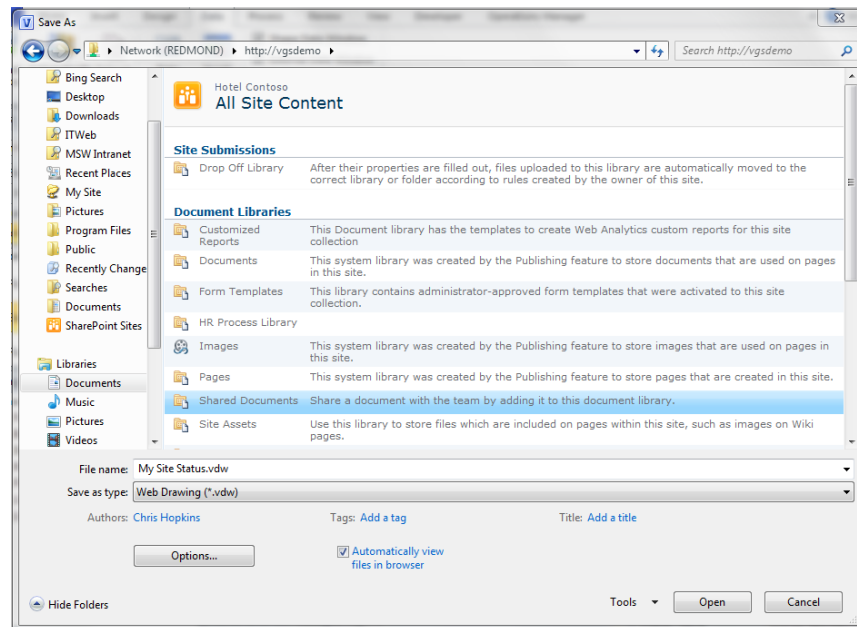 Save As
Network (REDMOND) http://vgsdemo
Search http://vgsdemo
Bing Search
Desktop
Downloads
ITWeb
MSW Intranet
Recent Places
My Site
Pictures
Program Files
Public
Recently Change
Searches
Documents
SharePoint Sites
Libraries
Documents
Music
Pictures
Videos
Hotel Contoso
All Site Content
Site Submissions
Drop Off Library After their properties are filled out, files uploaded to this library are automatically moved to the
correct library or folder according to rules created by the owner of this site.
Document Libraries
Customized This Document library has the templates to create Web Analytics custom reports for this site
Reports collection
Documents This system library was created by the Publishing feature to store documents that are used on pages
in this site.
Form Templates This library contains administrator-approved form templates that were activated to this site
collection.
HR Process Library
Images This system library was created by the Publishing feature to store images that are used on pages in
this site.
Pages This system library was created by the Publishing feature to store pages that are created in this site.
Shared Documents Share a document with the team by adding it to this document library.
Site Assets Use this library to store files which are included on pages within this site, such as images on Wiki
pages.
File name: My Site Status.vdw
Save as type: Web Drawing (*.vdw)
Authors: Chris Hopkins Tags: Add a tag Title: Add a title
Options...
Automatically view
files in browser
Hide Folders
Tools Open Cancel